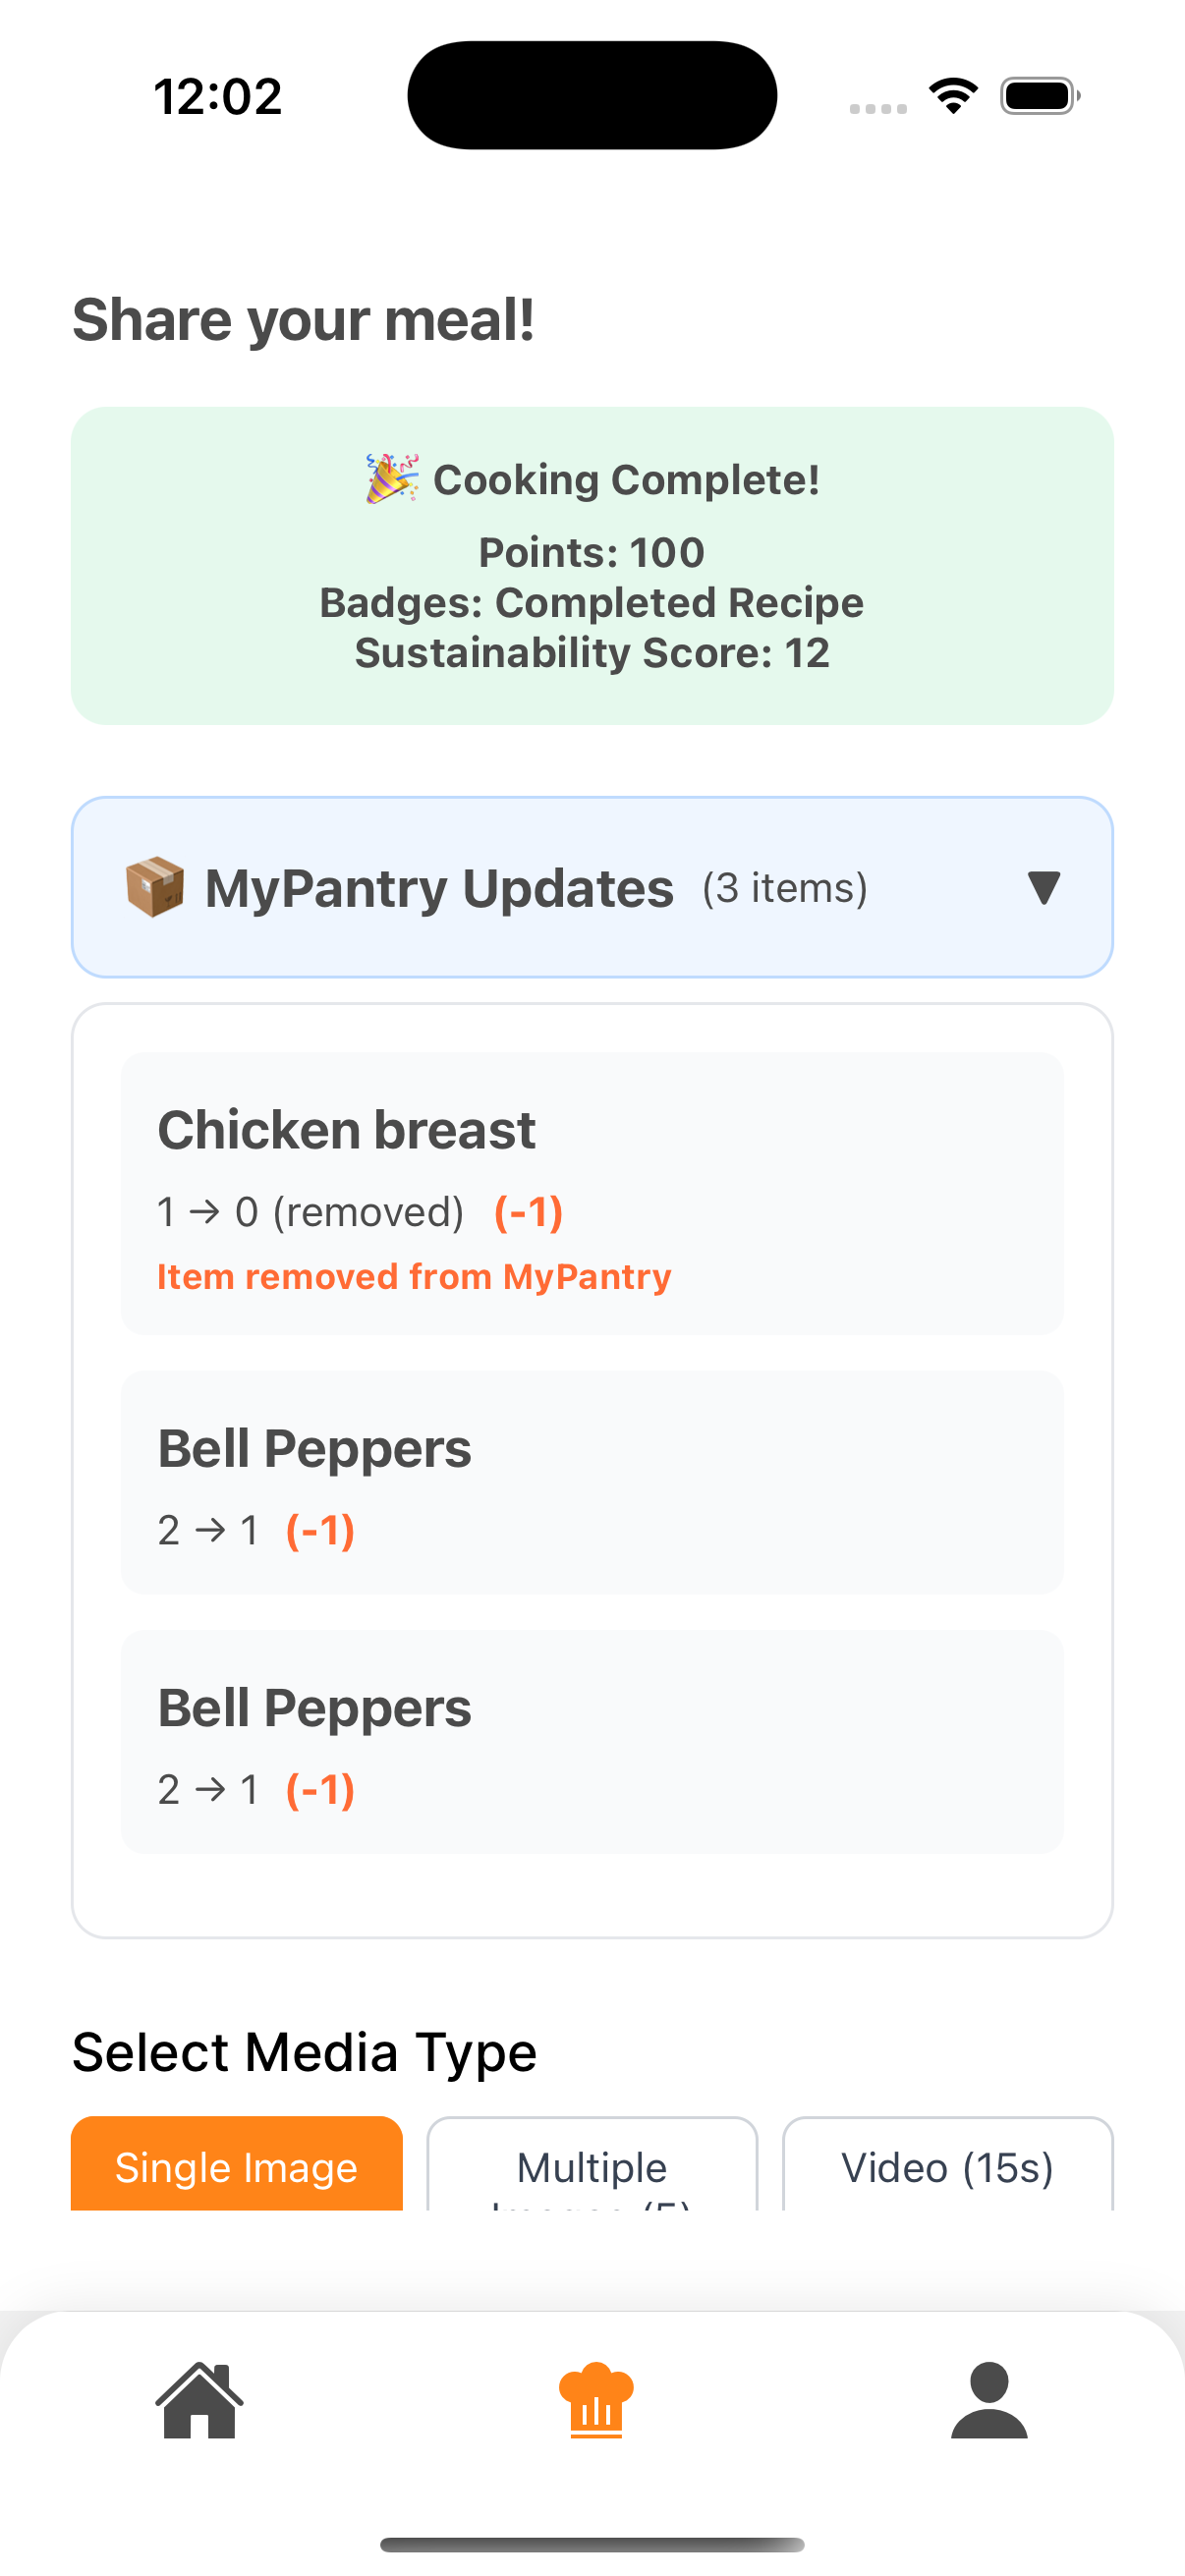 12:02
Share your meal!
🎉 Cooking Complete!
Points: 100
Badges: Completed Recipe
Sustainability Score: 12
📦 MyPantry Updates (3 items) ▼
Chicken breast
1 → 0 (removed) (-1)
Item removed from MyPantry
Bell Peppers
2 → 1 (-1)
Bell Peppers
2 → 1 (-1)
Select Media Type
Single Image
Multiple
Images (5)
Video (15s)